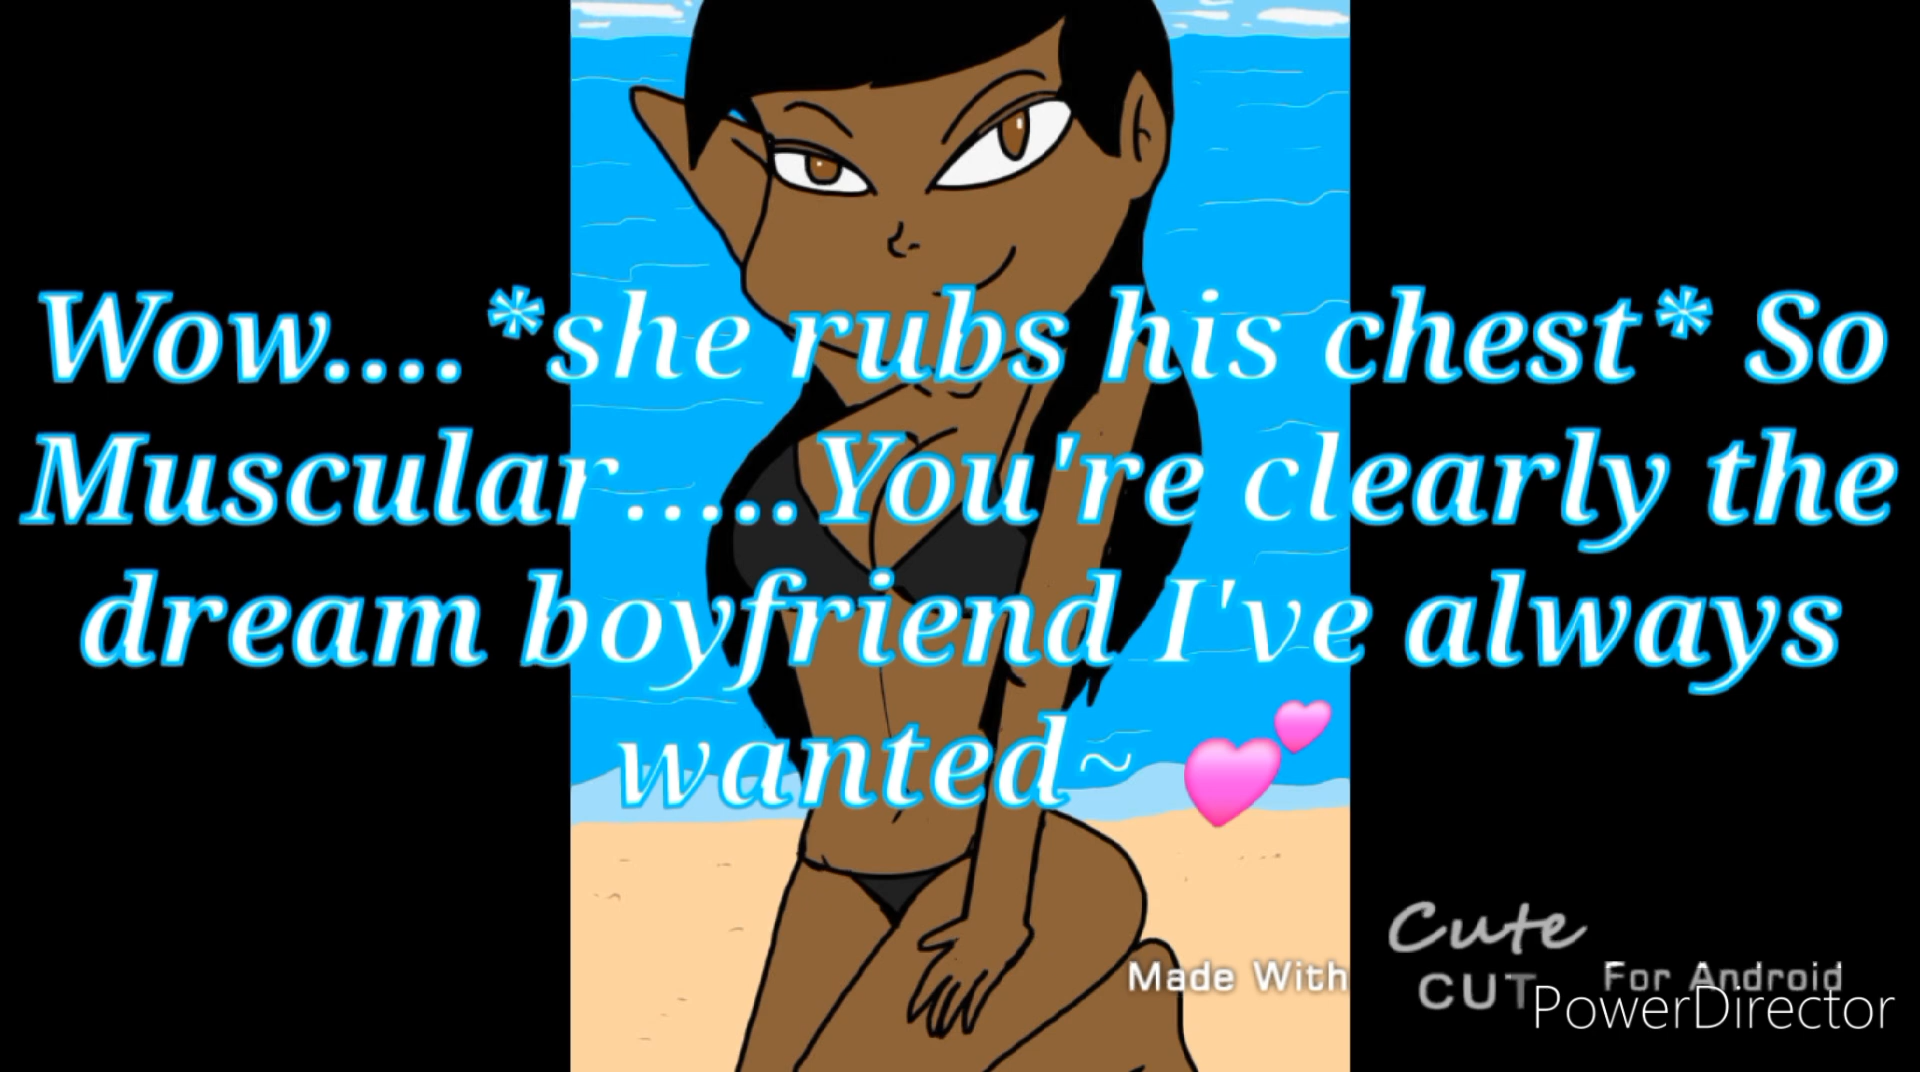 Wow....*she rubs his chest* So
Muscular.....You're clearly the
dream boyfriend I've always
wanted~ 💕
Cute
CUT
Made With For Android
PowerDirector